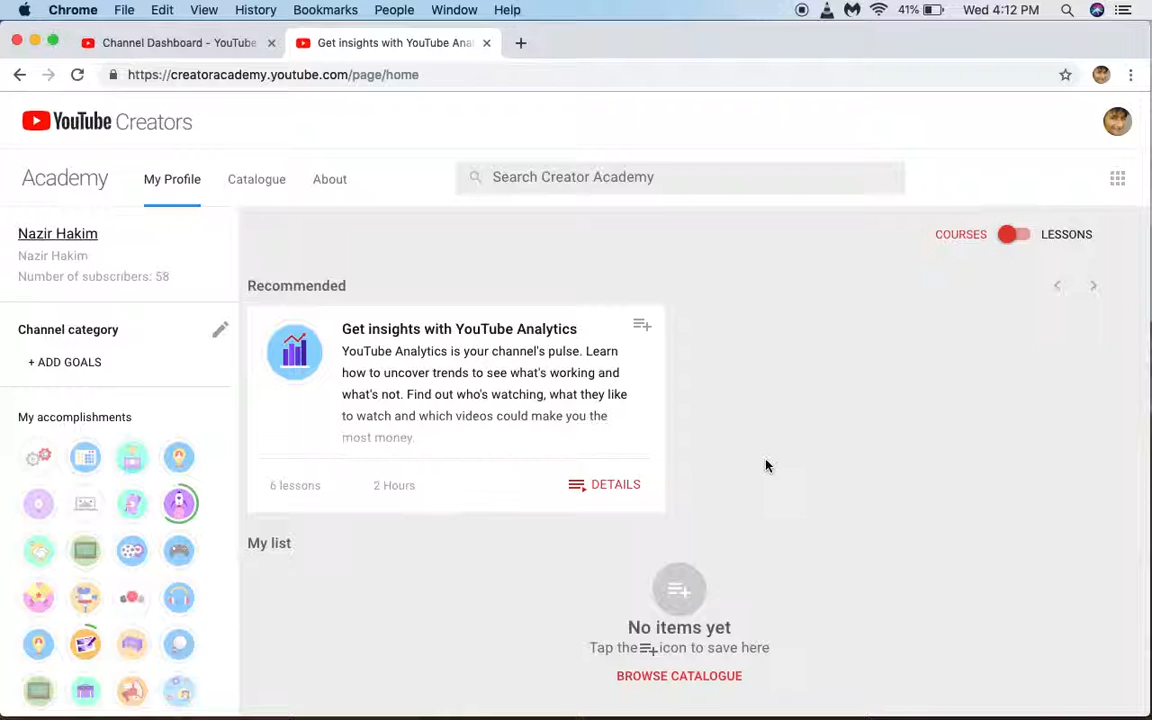 Chrome File Edit View History Bookmarks People Window Help 41% Wed 4:12 PM
Channel Dashboard - YouTube
Get insights with YouTube Ana
https://creatoracademy.youtube.com/page/home
YouTube Creators
Academy My Profile Catalogue About Search Creator Academy
Nazir Hakim
Nazir Hakim
Number of subscribers: 58
Channel category
+ ADD GOALS
My accomplishments
COURSES LESSONS
Recommended
Get insights with YouTube Analytics
YouTube Analytics is your channel's pulse. Learn
how to uncover trends to see what's working and
what's not. Find out who's watching, what they like
to watch and which videos could make you the
most money.
6 lessons 2 Hours DETAILS
My list
No items yet
Tap the icon to save here
BROWSE CATALOGUE